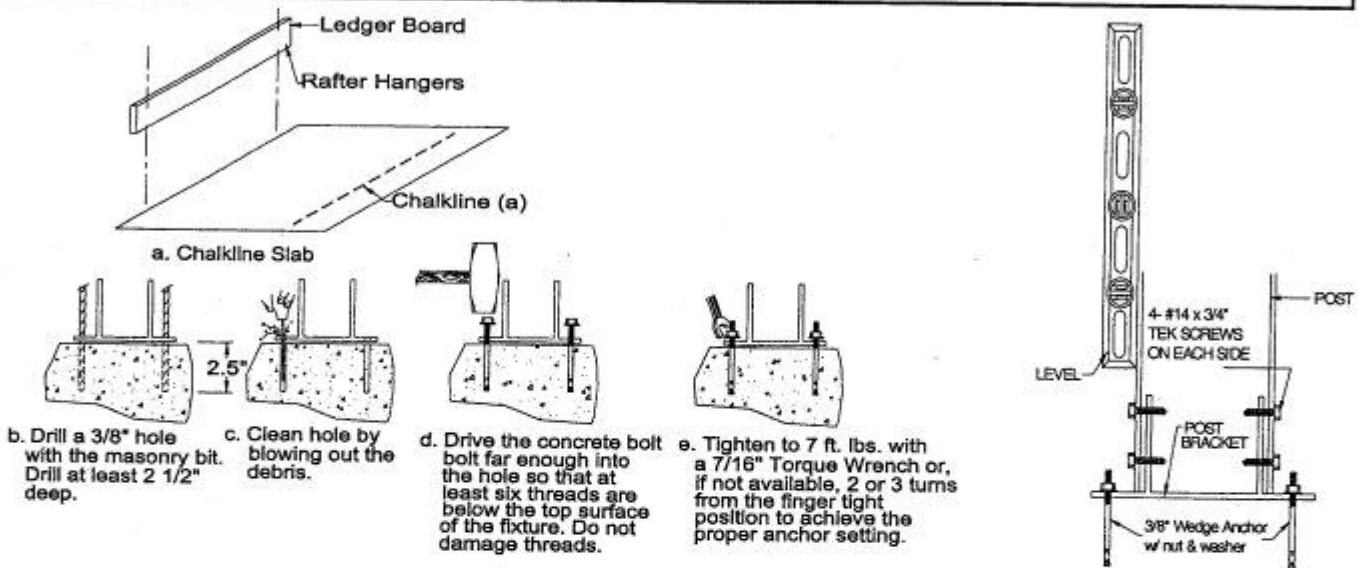 Ledger Board
Rafter Hangers
Chalkline (a)
a. Chalkline Slab
2.5"
b. Drill a 3/8" hole
with the masonry bit.
Drill at least 2 1/2"
deep.
c. Clean hole by
blowing out the
debris.
d. Drive the concrete bolt
bolt far enough into
the hole so that at
least six threads are
below the top surface
of the fixture. Do not
damage threads.
e. Tighten to 7 ft. lbs. with
a 7/16" Torque Wrench or,
if not available, 2 or 3 turns
from the finger tight
position to achieve the
proper anchor setting.
POST
4- #14 x 3/4"
TEK SCREWS
ON EACH SIDE
LEVEL
POST
BRACKET
3/8" Wedge Anchor
w/ nut & washer